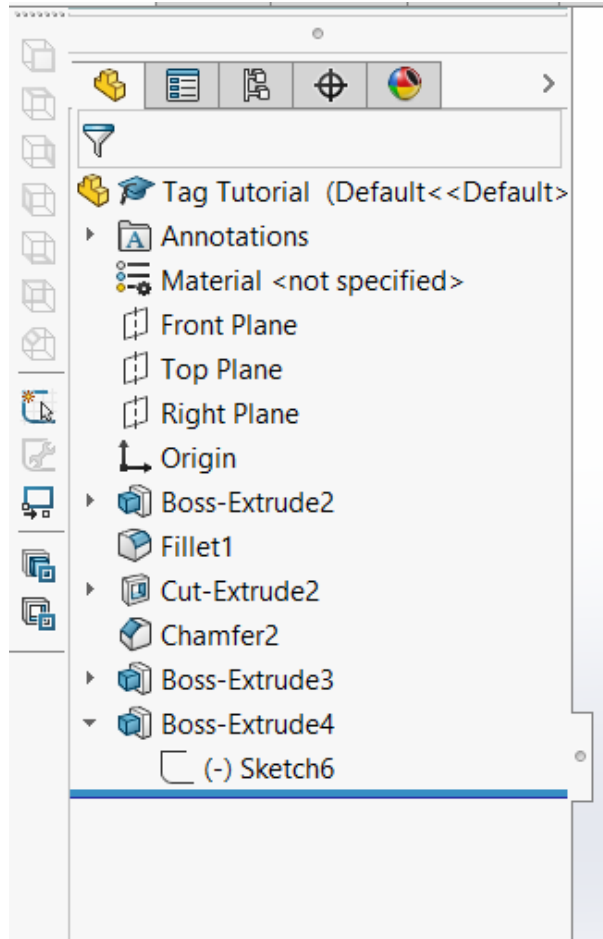 Tag Tutorial (Default<<Default>
A Annotations
Material <not specified>
Front Plane
Top Plane
Right Plane
Origin
Boss-Extrude2
Fillet1
Cut-Extrude2
Chamfer2
Boss-Extrude3
Boss-Extrude4
(-) Sketch6